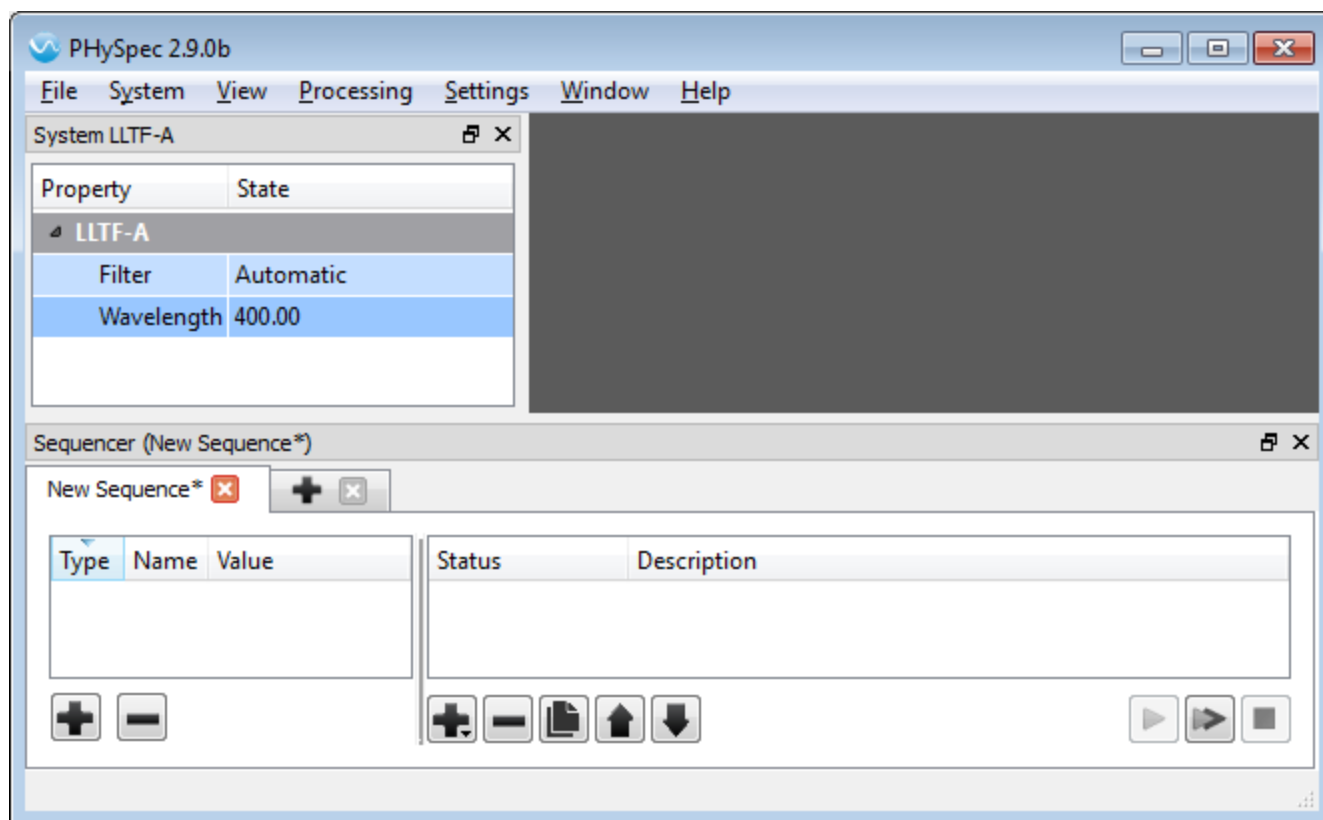 PHySpec 2.9.0b
File System View Processing Settings Window Help
System LLTF-A
Property State
LLTF-A
Filter Automatic
Wavelength 400.00
Sequencer (New Sequence*)
New Sequence*
Type Name Value Status Description